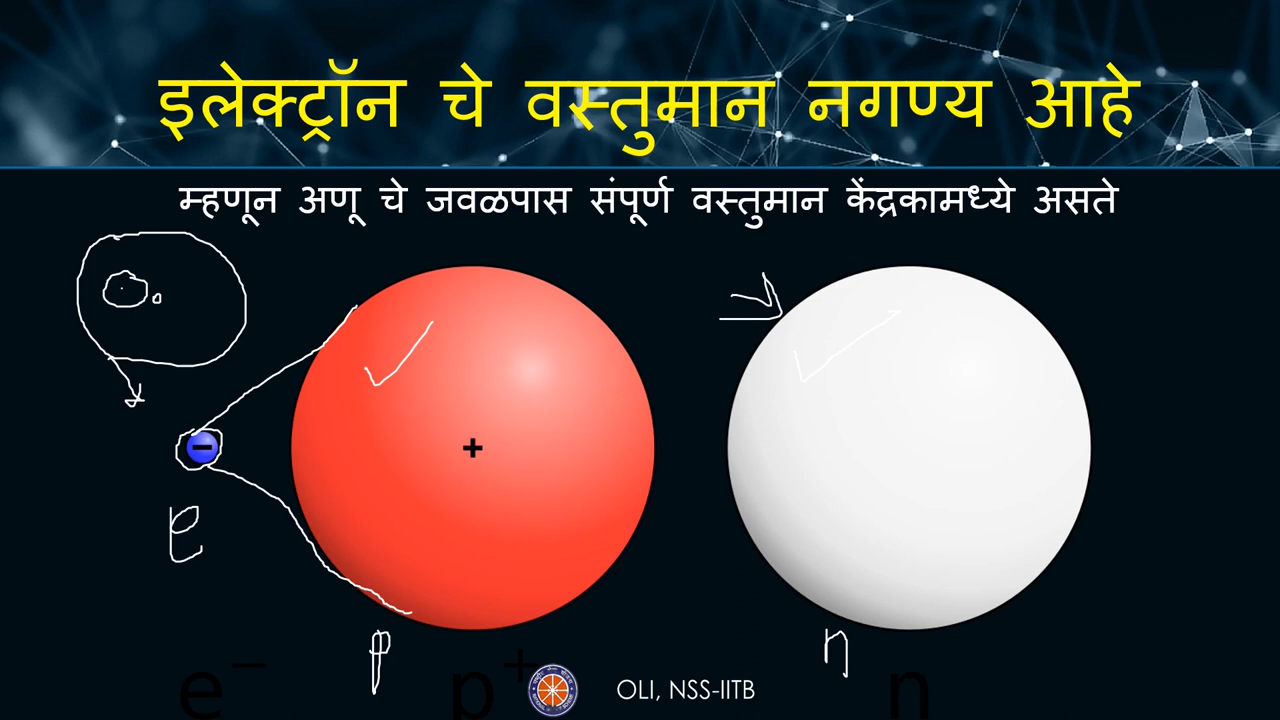 इलेक्ट्रॉन चे वस्तुमान नगण्य आहे
म्हणून अणू चे जवळपास संपूर्ण वस्तुमान केंद्रकामध्ये असते
−
+
e
p
n
e⁻ p⁺ n
OLI, NSS-IITB